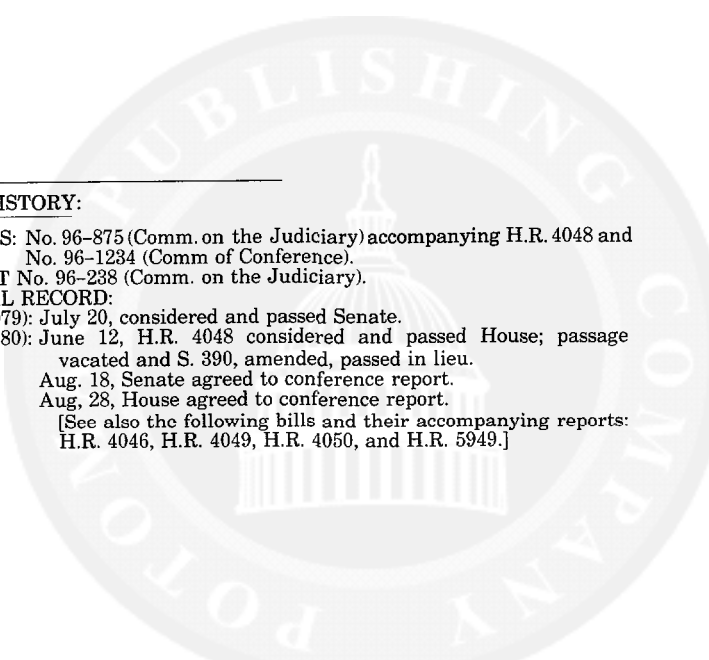 ISTORY:
S: No. 96–875 (Comm. on the Judiciary) accompanying H.R. 4048 and
No. 96–1234 (Comm of Conference).
T No. 96–238 (Comm. on the Judiciary).
L RECORD:
79): July 20, considered and passed Senate.
80): June 12, H.R. 4048 considered and passed House; passage
vacated and S. 390, amended, passed in lieu.
Aug. 18, Senate agreed to conference report.
Aug, 28, House agreed to conference report.
[See also the following bills and their accompanying reports:
H.R. 4046, H.R. 4049, H.R. 4050, and H.R. 5949.]
PUBLISHING COMPANY
POTO